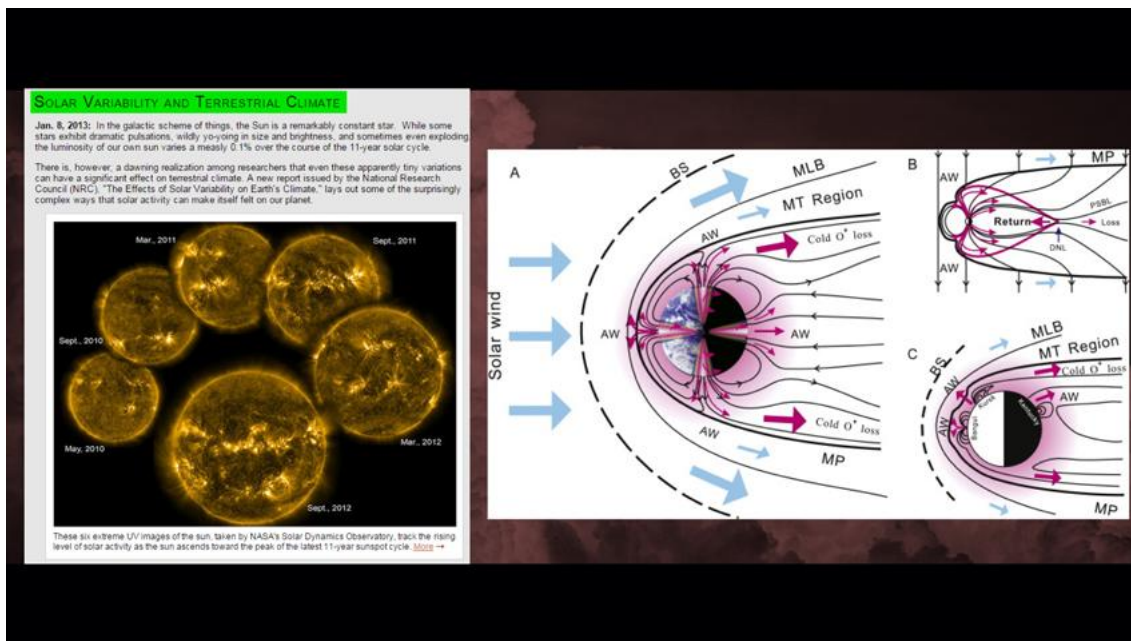 SOLAR VARIABILITY AND TERRESTRIAL CLIMATE
Jan. 8, 2013: In the galactic scheme of things, the Sun is a remarkably constant star. While some
stars exhibit dramatic pulsations, wildly yo-yoing in size and brightness, and sometimes even exploding,
the luminosity of our own sun varies a measly 0.1% over the course of the 11-year solar cycle.
There is, however, a dawning realization among researchers that even these apparently tiny variations
can have a significant effect on terrestrial climate. A new report issued by the National Research
Council (NRC), "The Effects of Solar Variability on Earth's Climate," lays out some of the surprisingly
complex ways that solar activity can make itself felt on our planet.
Mar., 2011
Sept., 2011
Sept., 2010
May, 2010
Mar., 2012
Sept., 2012
These six extreme UV images of the sun, taken by NASA's Solar Dynamics Observatory, track the rising
level of solar activity as the sun ascends toward the peak of the latest 11-year sunspot cycle. More →
A
BS
MLB
MT Region
AW
Cold O+ loss
Solar wind
AW
AW
Cold O+ loss
AW
MP
B
MP
AW
PSBL
Return
Loss
DNL
AW
C
MLB
BS
MT Region
Cold O+ loss
AW
AW
Kursk
Kentucky
AW
Bangui
MP